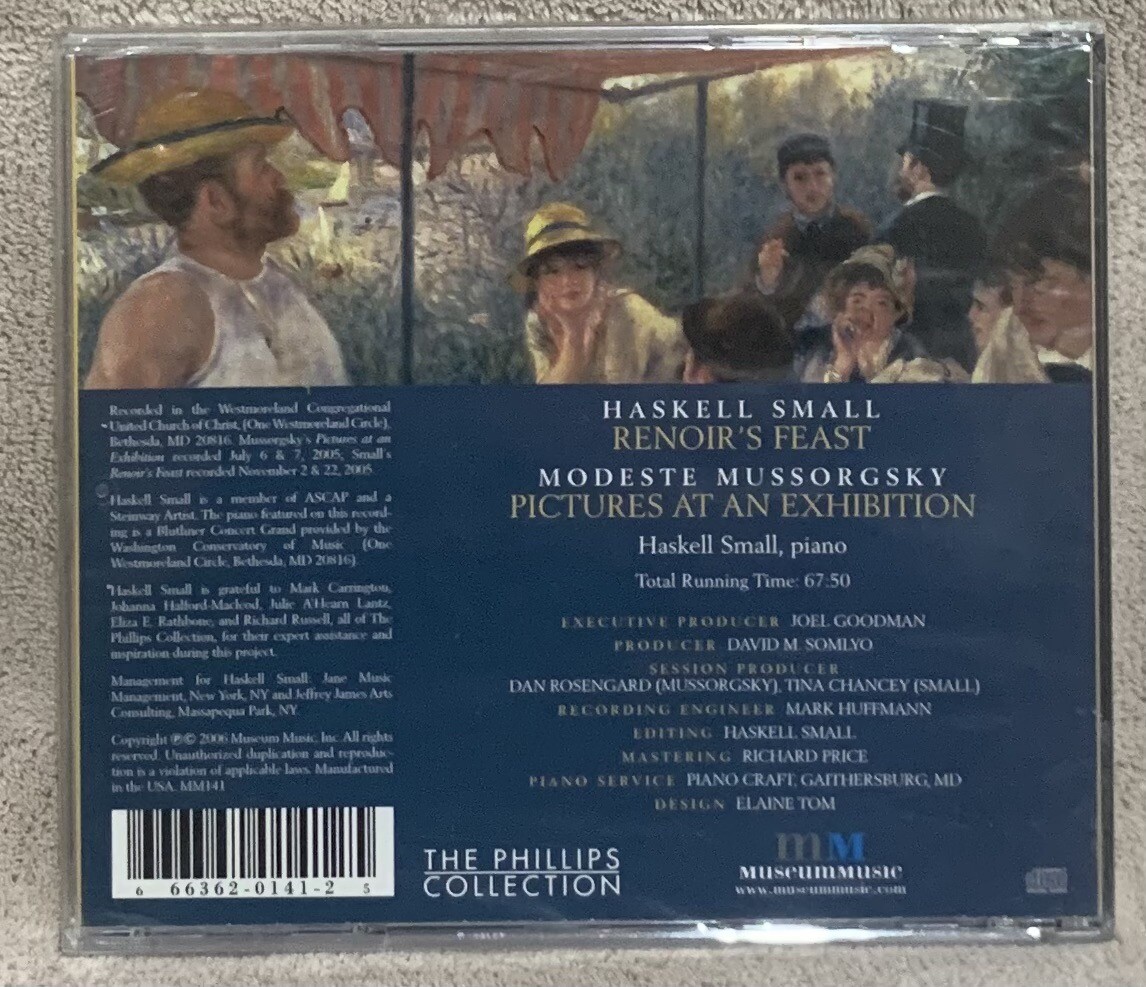 Recorded in the Westmoreland Congregational
United Church of Christ, (One Westmoreland Circle),
Bethesda, MD 20816. Mussorgsky's Pictures at an
Exhibition recorded July 6 & 7, 2005; Small's
Renoir's Feast recorded November 2 & 22, 2005.
Haskell Small is a member of ASCAP and a
Steinway Artist. The piano featured on this record-
ing is a Bluthner Concert Grand provided by the
Washington Conservatory of Music (One
Westmoreland Circle, Bethesda, MD 20816).
Haskell Small is grateful to Mark Carrington,
Johanna Halford-Macleod, Julie A'Hearn Lantz,
Eliza E. Rathbone, and Richard Russell, all of The
Phillips Collection, for their expert assistance and
inspiration during this project.
Management for Haskell Small: Jane Music
Management, New York, NY and Jeffrey James Arts
Consulting, Massapequa Park, NY.
Copyright ℗© 2006 Museum Music, Inc. All rights
reserved. Unauthorized duplication and reproduc-
tion is a violation of applicable laws. Manufactured
in the USA. MM141
6 66362-0141-2 5
HASKELL SMALL
RENOIR'S FEAST
MODESTE MUSSORGSKY
PICTURES AT AN EXHIBITION
Haskell Small, piano
Total Running Time: 67:50
EXECUTIVE PRODUCER JOEL GOODMAN
PRODUCER DAVID M. SOMLYO
SESSION PRODUCER
DAN ROSENGARD (MUSSORGSKY), TINA CHANCEY (SMALL)
RECORDING ENGINEER MARK HUFFMANN
EDITING HASKELL SMALL
MASTERING RICHARD PRICE
PIANO SERVICE PIANO CRAFT, GAITHERSBURG, MD
DESIGN ELAINE TOM
THE PHILLIPS
COLLECTION
mM
MUSEUMMUSIC
www.museummusic.com